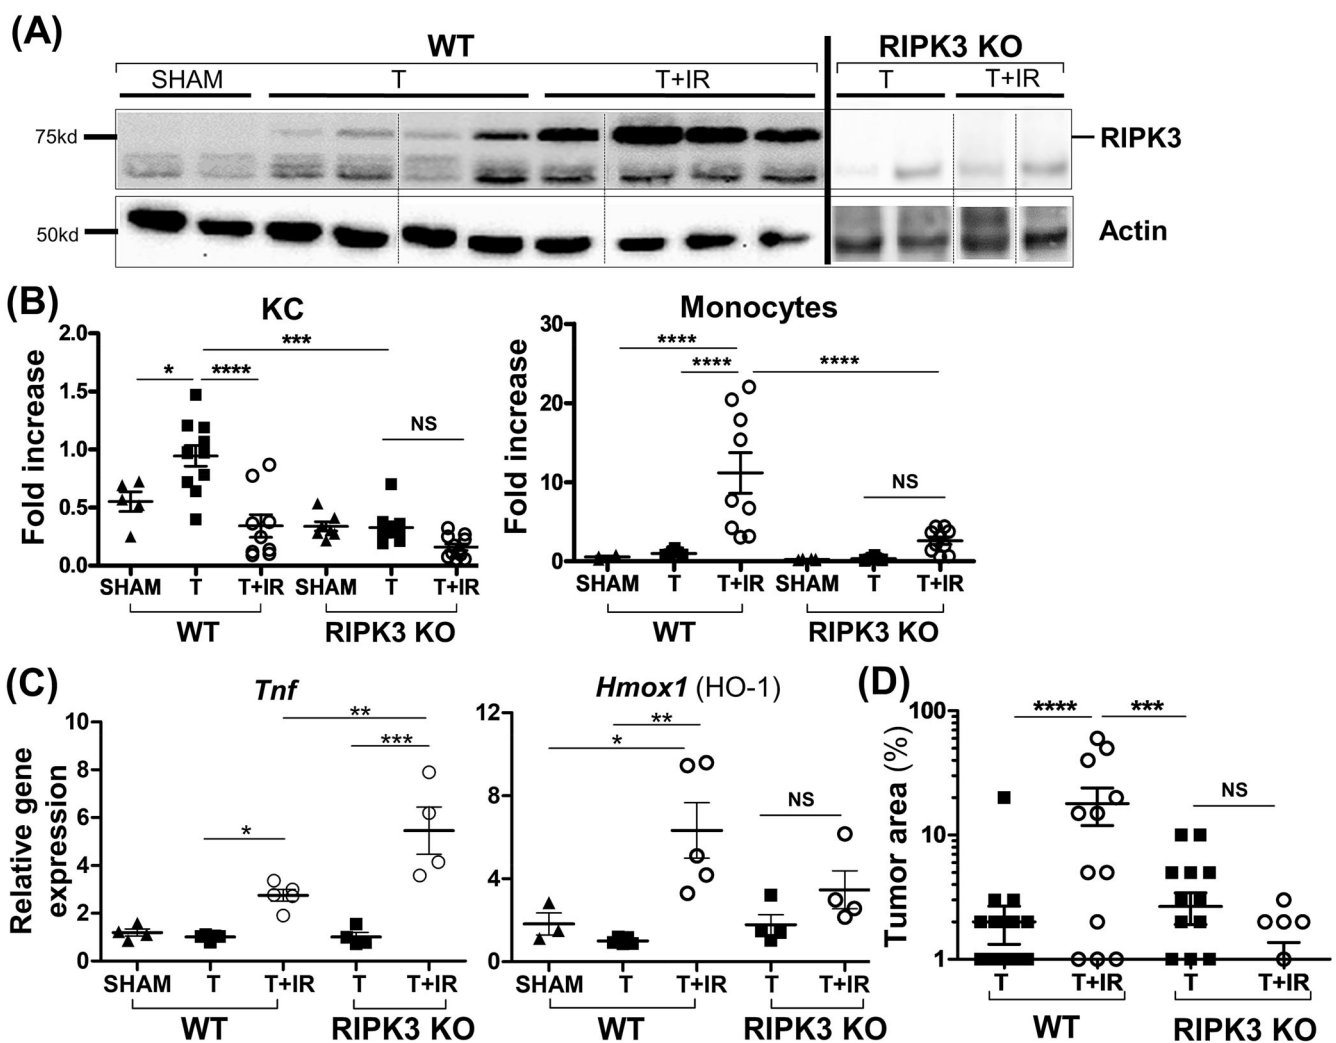 (A)
WT
RIPK3 KO
SHAM T T+IR T T+IR
75kd
RIPK3
50kd
Actin
(B)
KC
Monocytes
Fold increase
2.0
1.5
1.0
0.5
0.0
*
****
***
NS
SHAM T T+IR SHAM T T+IR
WT RIPK3 KO
Fold increase
30
20
10
0
****
****
****
NS
SHAM T T+IR SHAM T T+IR
WT RIPK3 KO
(C)
Tnf
Relative gene
expression
10
8
6
4
2
0
**
***
*
SHAM T T+IR T T+IR
WT RIPK3 KO
Hmox1 (HO-1)
12
8
4
0
**
*
NS
SHAM T T+IR T T+IR
WT RIPK3 KO
(D)
Tumor area (%)
100
10
1
****
***
NS
T T+IR T T+IR
WT RIPK3 KO